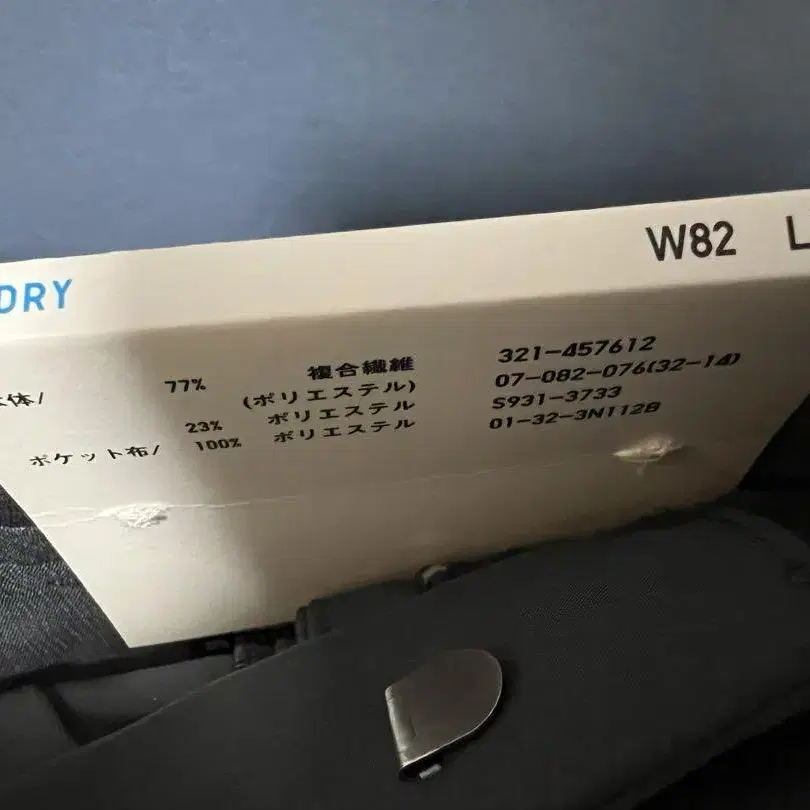 DRY
W82 L
体/ 77% 複合繊維
(ポリエステル)
23% ポリエステル
ポケット布/ 100% ポリエステル
321-457612
07-082-076(32-14)
S931-3733
01-32-3N112B